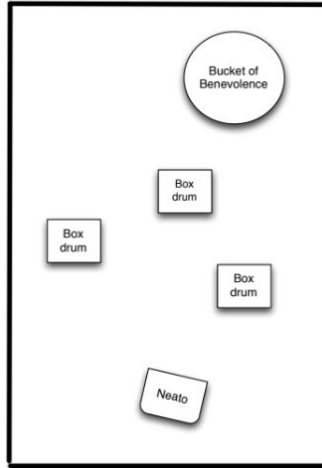 Bucket of
Benevolence
Box
drum
Box
drum
Box
drum
Neato